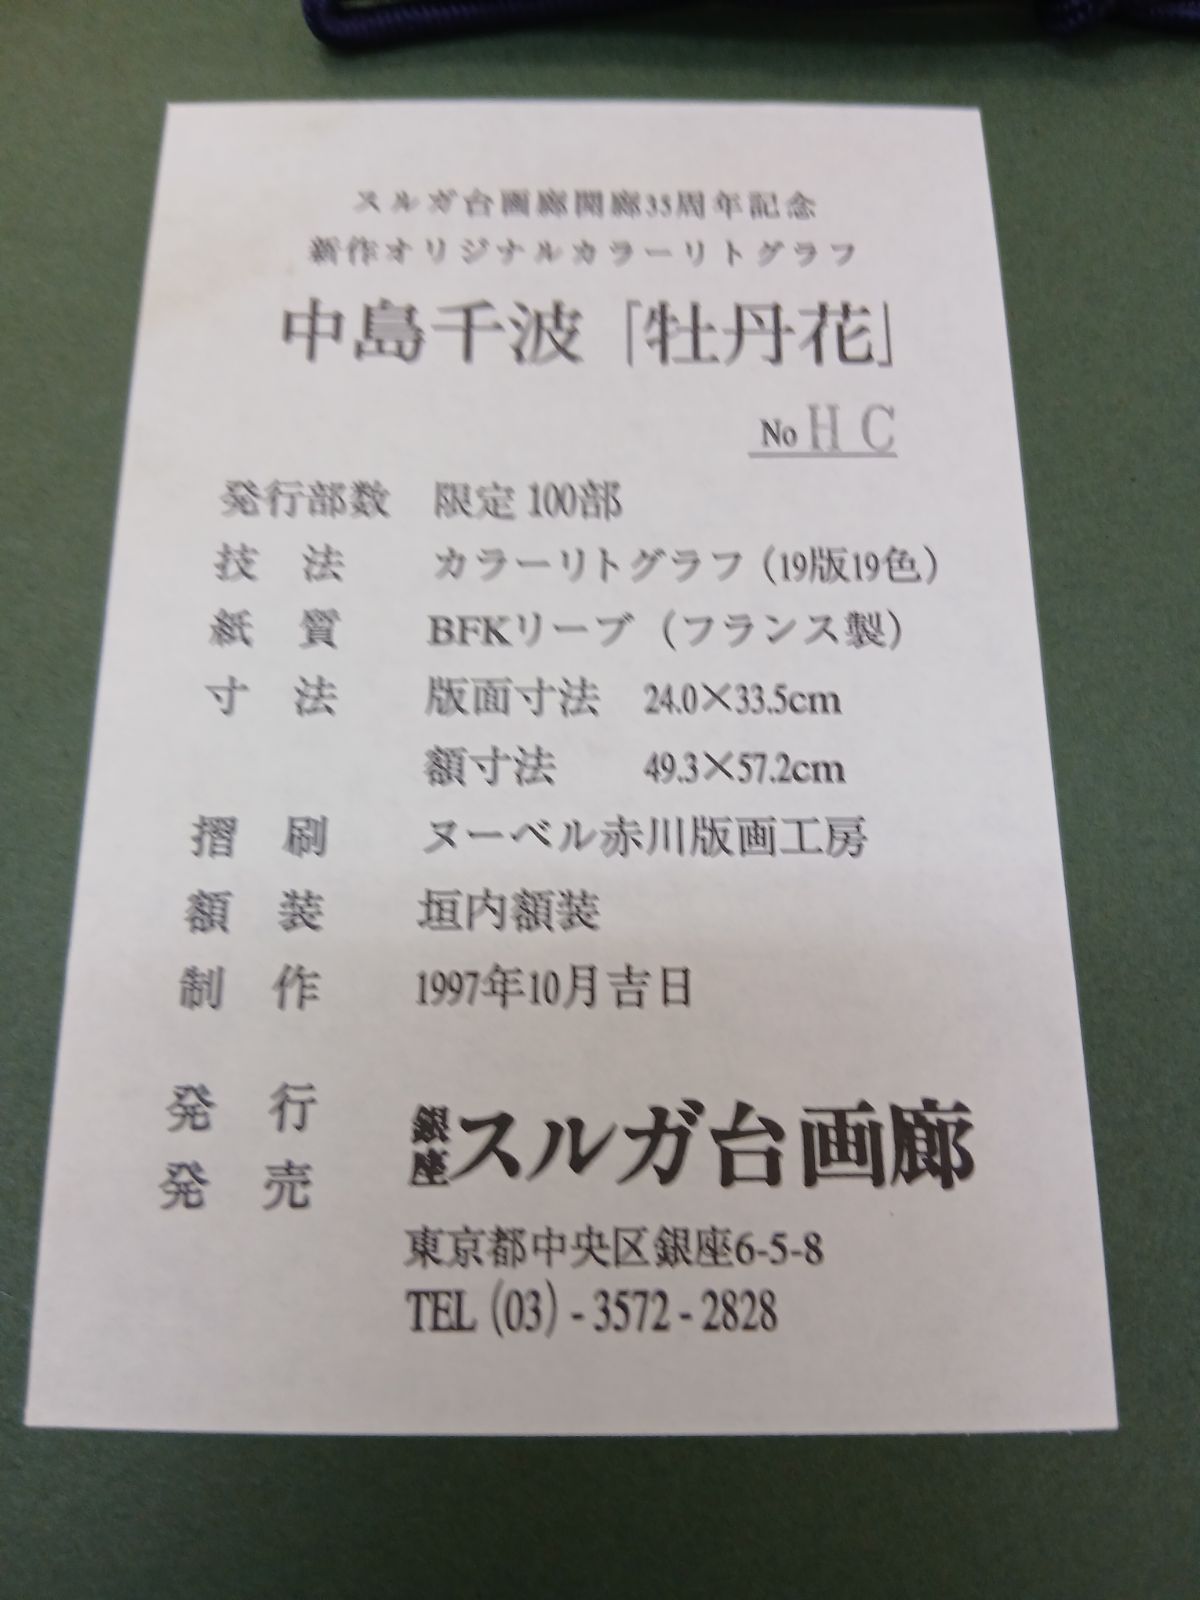 スルガ台画廊開廊35周年記念
新作オリジナルカラーリトグラフ
中島千波「牡丹花」
No H C
発行部数 限定 100部
技 法 カラーリトグラフ（19版19色）
紙 質 BFKリーブ（フランス製）
寸 法 版面寸法 24.0×33.5cm
額寸法 49.3×57.2cm
摺 刷 ヌーベル赤川版画工房
額 装 垣内額装
制 作 1997年10月吉日
発 行
発 売
銀座スルガ台画廊
東京都中央区銀座6-5-8
TEL (03) - 3572 - 2828